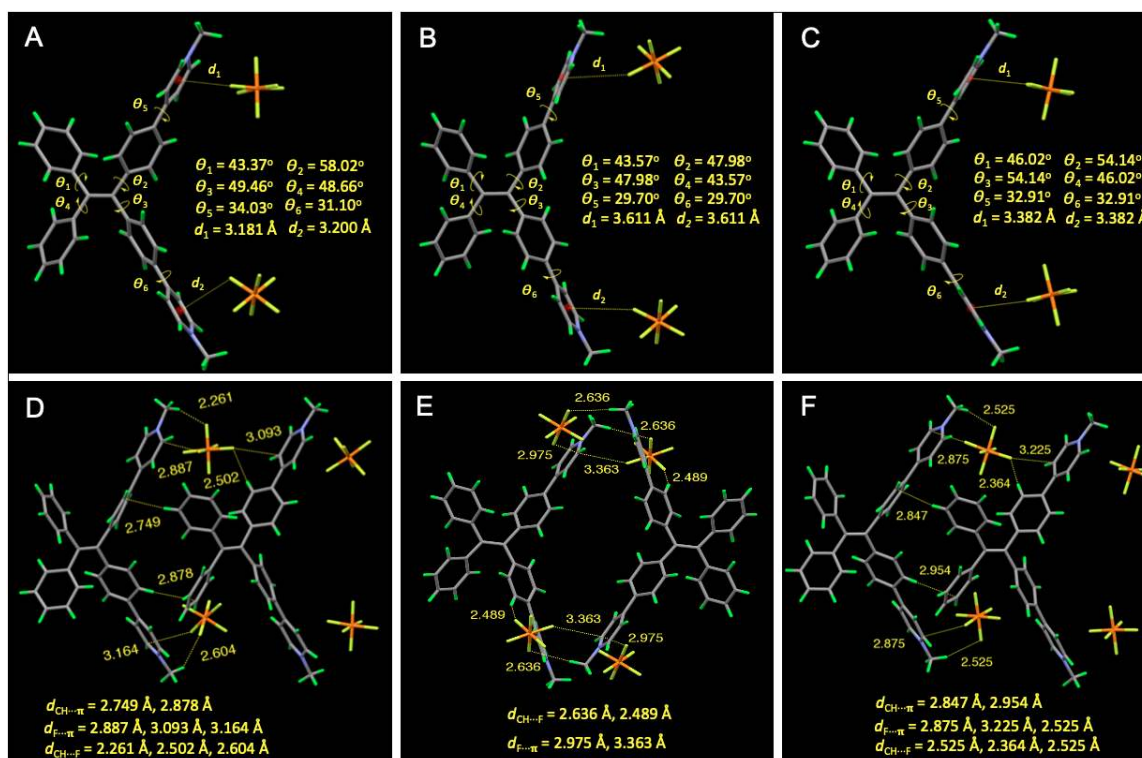 A
d1
θ5
θ1
θ2
θ4
θ3
θ6
d2
θ1 = 43.37° θ2 = 58.02°
θ3 = 49.46° θ4 = 48.66°
θ5 = 34.03° θ6 = 31.10°
d1 = 3.181 Å d2 = 3.200 Å
B
d1
θ5
θ1
θ2
θ4
θ3
θ6
d2
θ1 = 43.57° θ2 = 47.98°
θ3 = 47.98° θ4 = 43.57°
θ5 = 29.70° θ6 = 29.70°
d1 = 3.611 Å d2 = 3.611 Å
C
d1
θ5
θ1
θ2
θ4
θ3
θ6
d2
θ1 = 46.02° θ2 = 54.14°
θ3 = 54.14° θ4 = 46.02°
θ5 = 32.91° θ6 = 32.91°
d1 = 3.382 Å d2 = 3.382 Å
D
2.261
3.093
2.887
2.502
2.749
2.878
3.164
2.604
dCH···π = 2.749 Å, 2.878 Å
dF···π = 2.887 Å, 3.093 Å, 3.164 Å
dCH···F = 2.261 Å, 2.502 Å, 2.604 Å
E
2.636
2.636
2.975
3.363
2.489
2.489
3.363
2.975
2.636
dCH···F = 2.636 Å, 2.489 Å
dF···π = 2.975 Å, 3.363 Å
F
2.525
3.225
2.875
2.364
2.847
2.954
2.875
2.525
dCH···π = 2.847 Å, 2.954 Å
dF···π = 2.875 Å, 3.225 Å, 2.525 Å
dCH···F = 2.525 Å, 2.364 Å, 2.525 Å